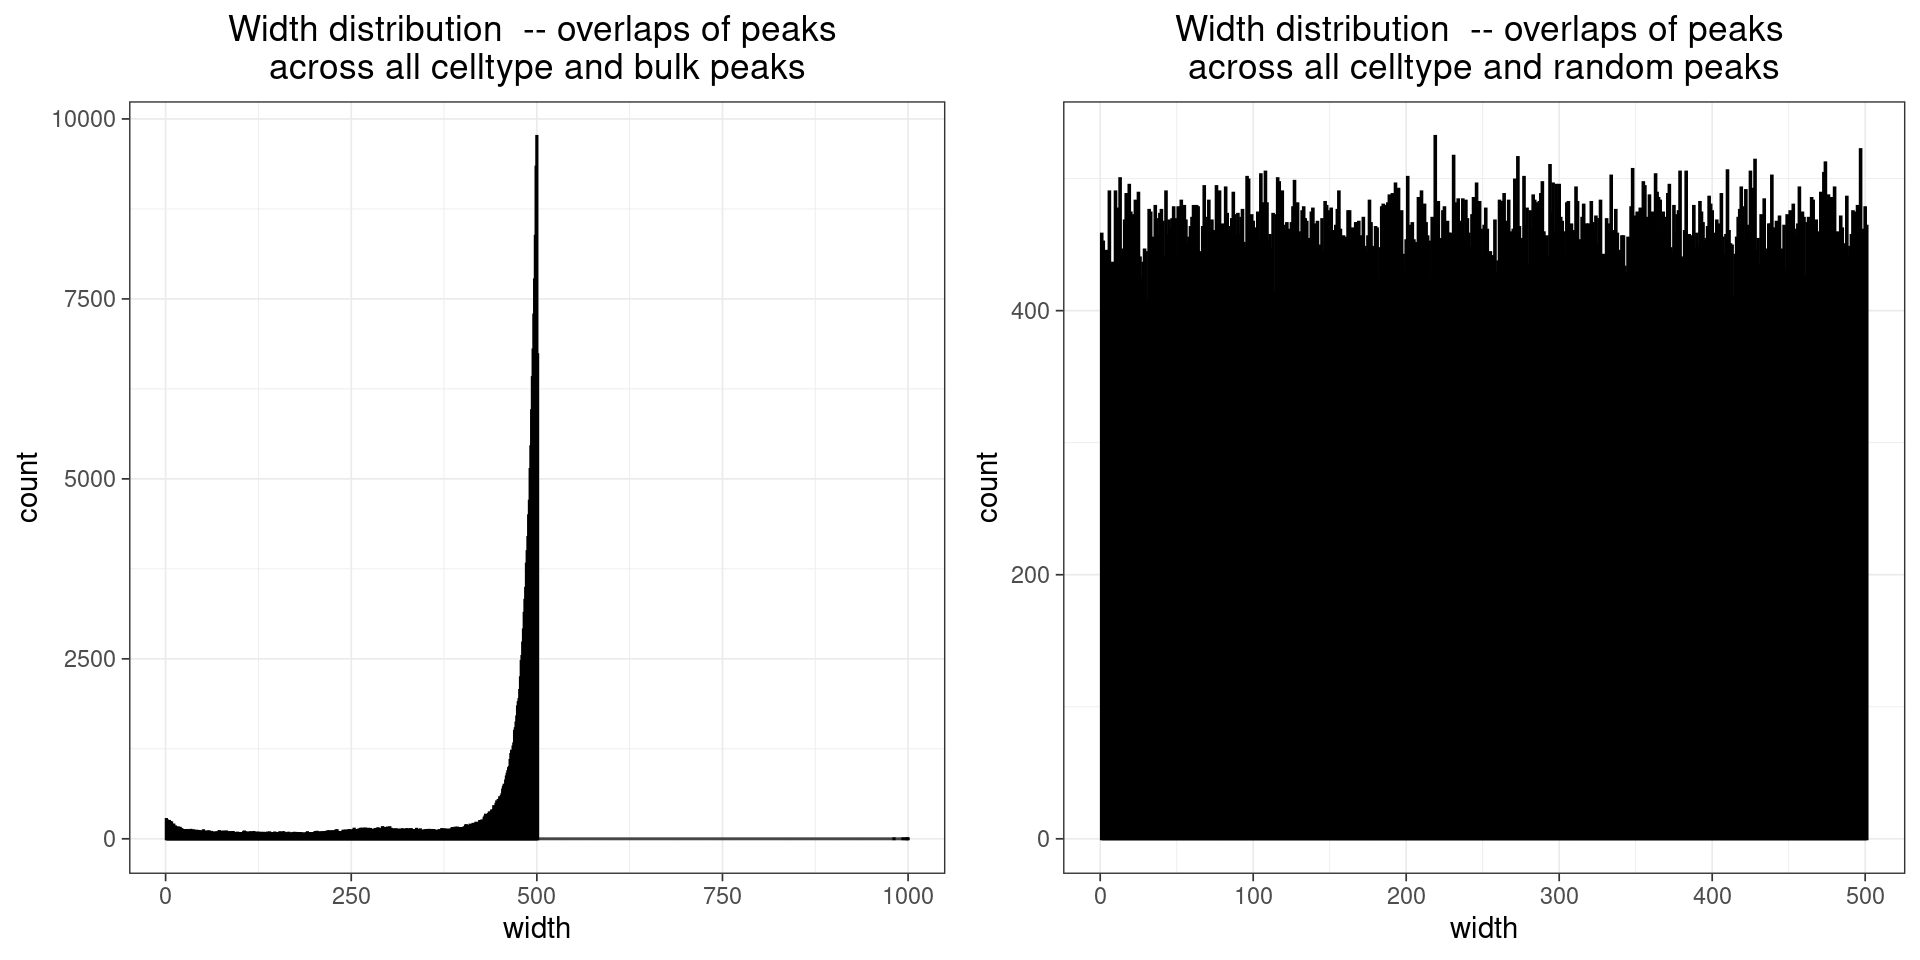 Width distribution  -- overlaps of peaks
across all celltype and bulk peaks
10000
7500
5000
2500
0
count
0 250 500 750 1000
width
Width distribution  -- overlaps of peaks
across all celltype and random peaks
400
200
0
count
0 100 200 300 400 500
width